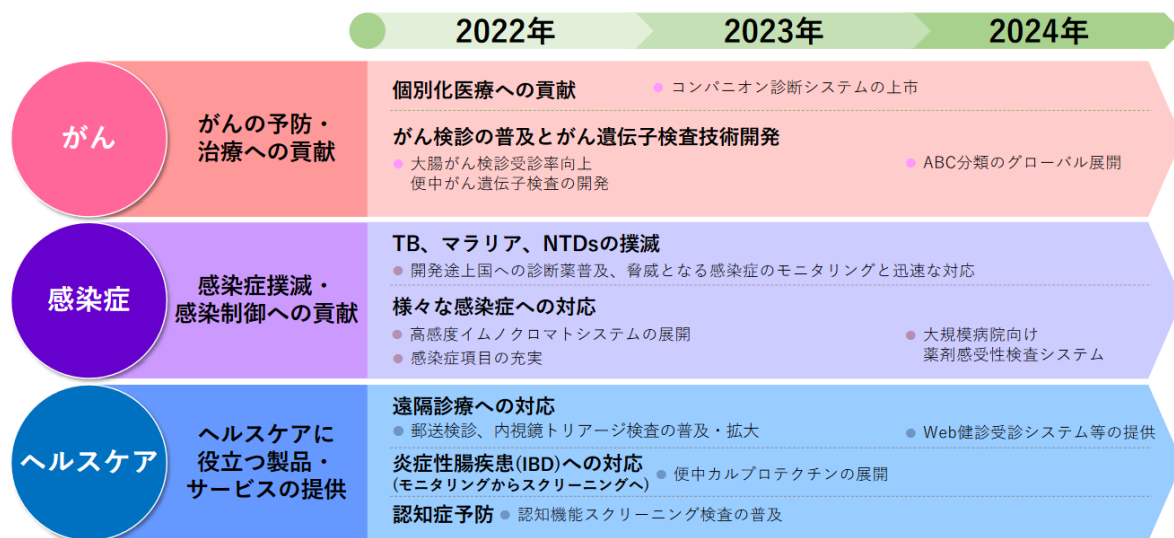 2022年
2023年
2024年
がん
がんの予防・
治療への貢献
個別化医療への貢献
コンパニオン診断システムの上市
がん検診の普及とがん遺伝子検査技術開発
大腸がん検診受診率向上
便中がん遺伝子検査の開発
ABC分類のグローバル展開
感染症
感染症撲滅・
感染制御への貢献
TB、マラリア、NTDsの撲滅
開発途上国への診断薬普及、脅威となる感染症のモニタリングと迅速な対応
様々な感染症への対応
高感度イムノクロマトシステムの展開
感染症項目の充実
大規模病院向け
薬剤感受性検査システム
ヘルスケア
ヘルスケアに
役立つ製品・
サービスの提供
遠隔診療への対応
郵送検診、内視鏡トリアージ検査の普及・拡大
Web健診受診システム等の提供
炎症性腸疾患(IBD)への対応
(モニタリングからスクリーニングへ)
便中カルプロテクチンの展開
認知症予防
認知機能スクリーニング検査の普及